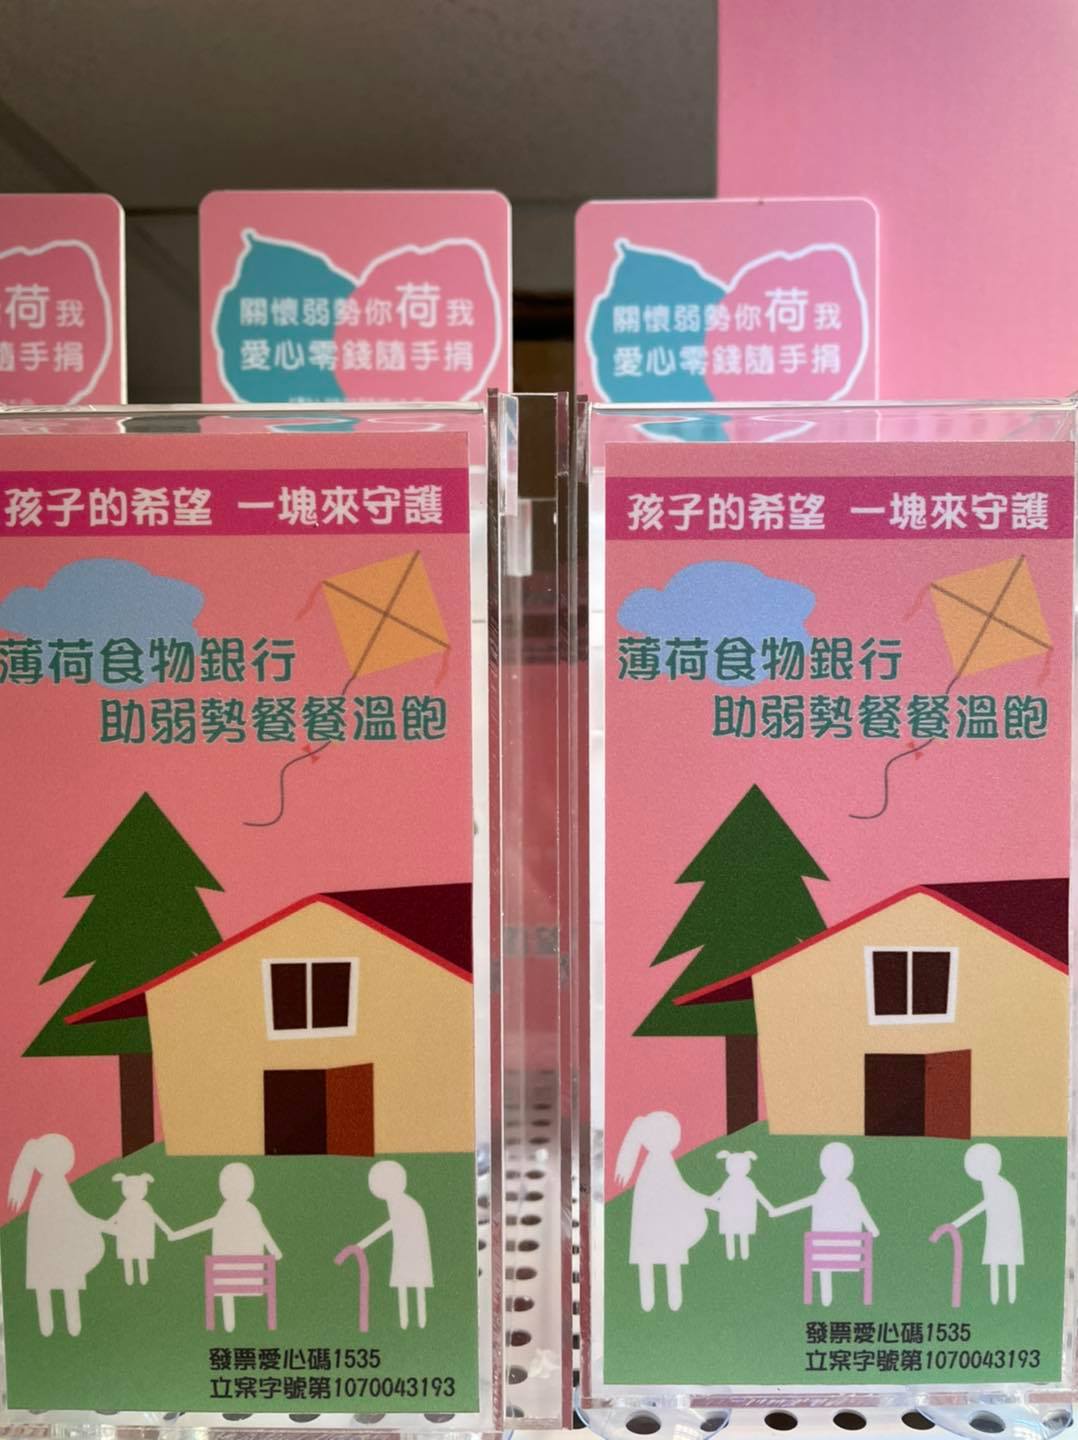 荷我
隨手捐
關懷弱勢你荷我
愛心零錢隨手捐
關懷弱勢你荷我
愛心零錢隨手捐
孩子的希望 一塊來守護
薄荷食物銀行
助弱勢餐餐溫飽
發票愛心碼1535
立案字號第1070043193
孩子的希望 一塊來守護
薄荷食物銀行
助弱勢餐餐溫飽
發票愛心碼1535
立案字號第1070043193